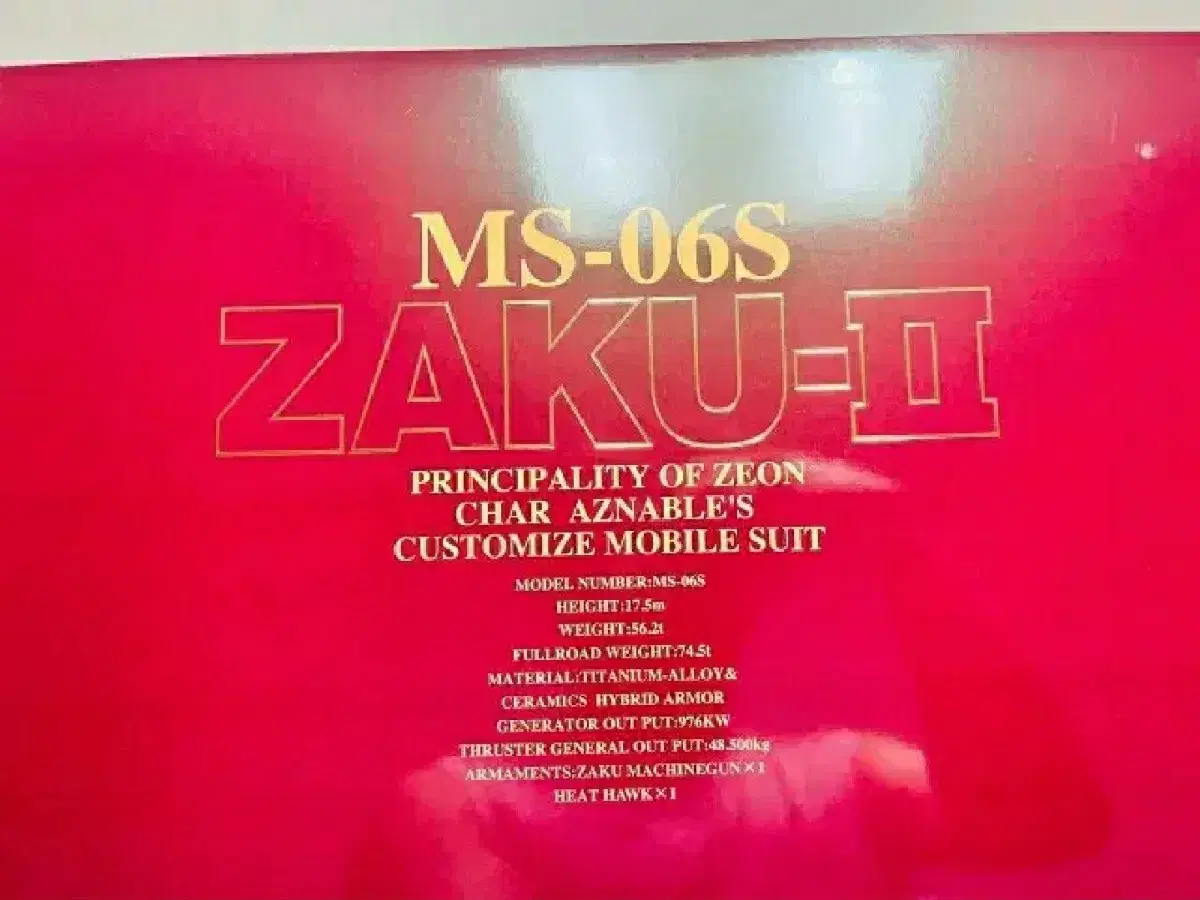 MS-06S
ZAKU-II
PRINCIPALITY OF ZEON
CHAR AZNABLE'S
CUSTOMIZE MOBILE SUIT
MODEL NUMBER:MS-06S
HEIGHT:17.5m
WEIGHT:56.2t
FULLROAD WEIGHT:74.5t
MATERIAL:TITANIUM-ALLOY&
CERAMICS HYBRID ARMOR
GENERATOR OUT PUT:976KW
THRUSTER GENERAL OUT PUT:48.500kg
ARMAMENTS:ZAKU MACHINEGUN×1
HEAT HAWK×1